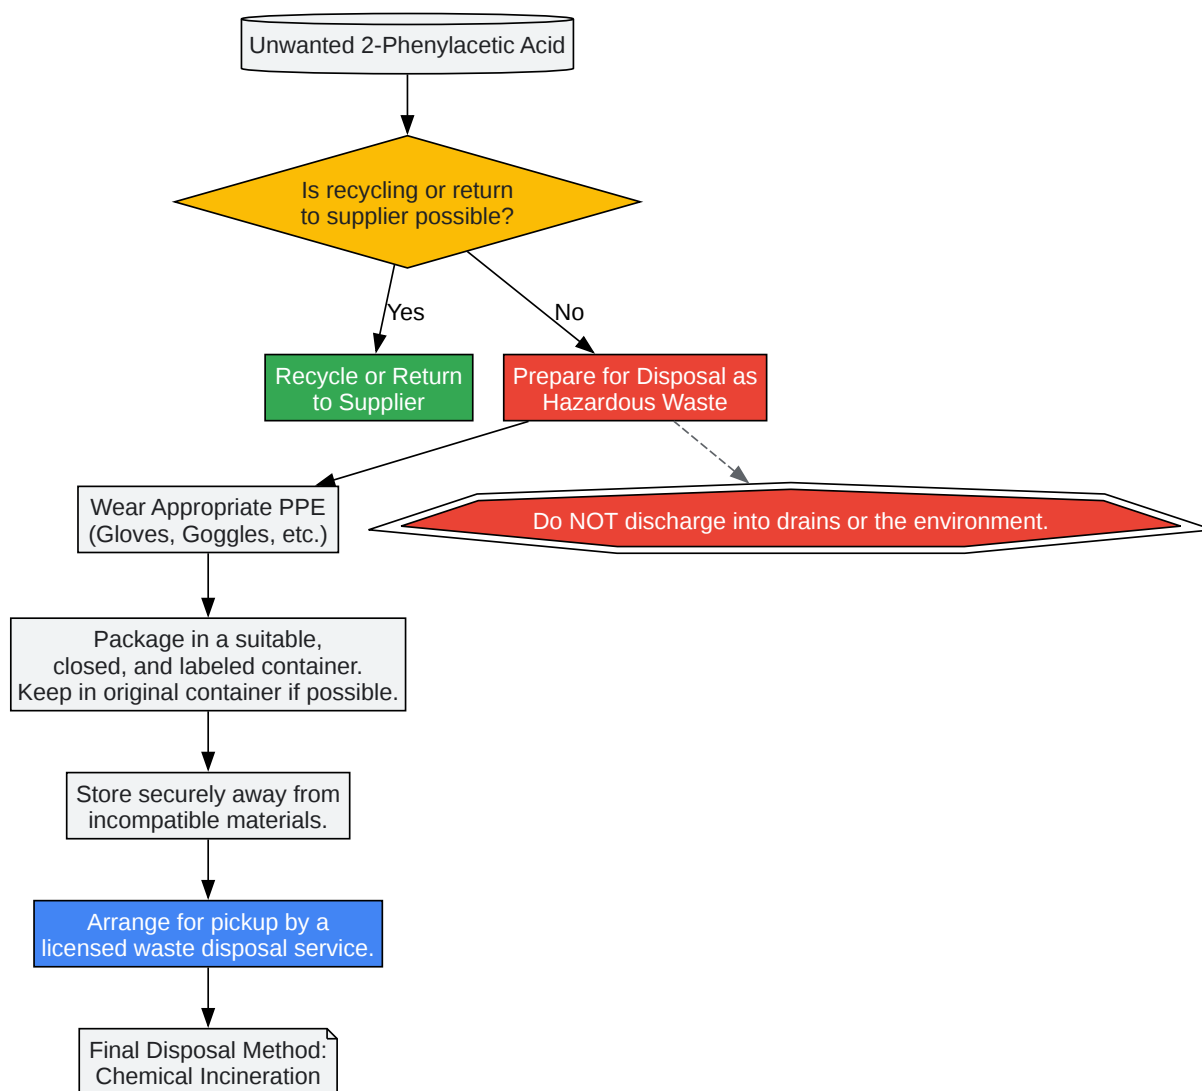 Unwanted 2-Phenylacetic Acid
Is recycling or return
to supplier possible?
Yes
No
Recycle or Return
to Supplier
Prepare for Disposal as
Hazardous Waste
Wear Appropriate PPE
(Gloves, Goggles, etc.)
Do NOT discharge into drains or the environment.
Package in a suitable,
closed, and labeled container.
Keep in original container if possible.
Store securely away from
incompatible materials.
Arrange for pickup by a
licensed waste disposal service.
Final Disposal Method:
Chemical Incineration